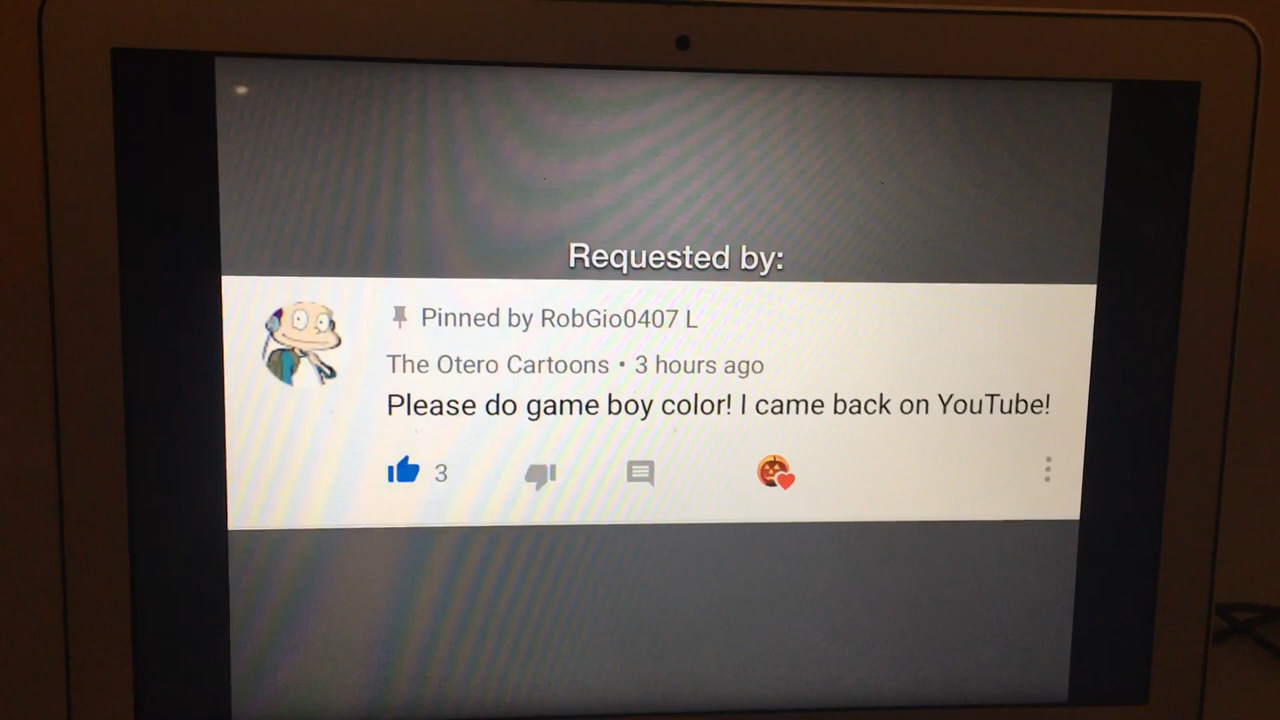 Requested by:
Pinned by RobGio0407 L
The Otero Cartoons • 3 hours ago
Please do game boy color! I came back on YouTube!
3